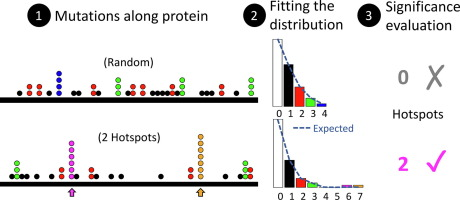 1 Mutations along protein
2 Fitting the
distribution
3 Significance
evaluation
(Random)
0 1 2 3 4
0 ✗
Hotspots
(2 Hotspots)
Expected
0 1 2 3 4 5 6 7
2 ✓